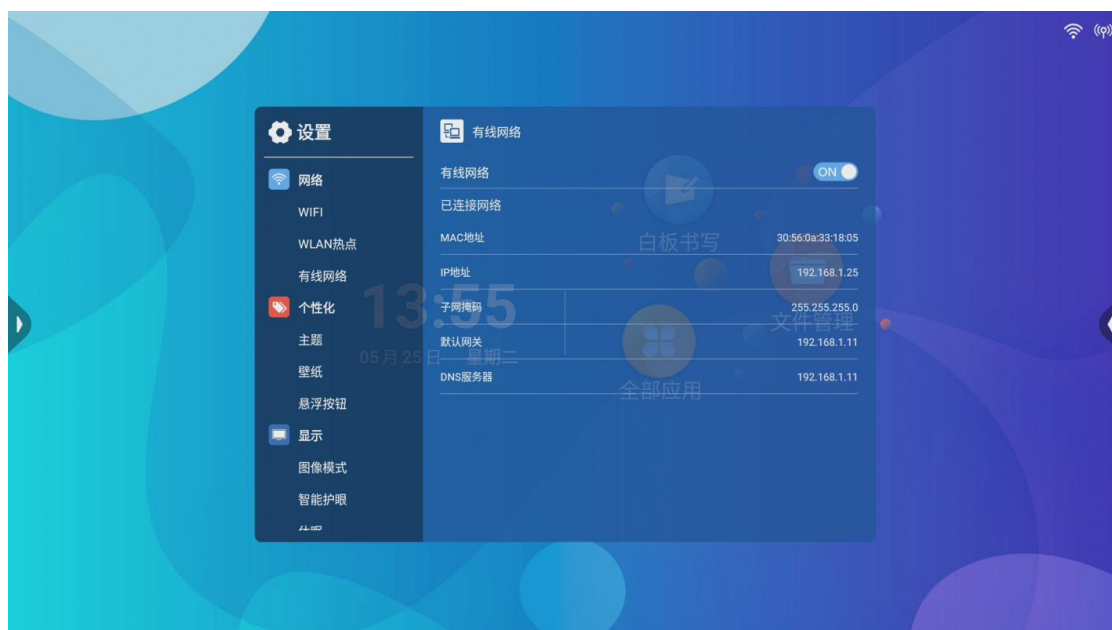 设置
网络
WIFI
WLAN热点
有线网络
个性化
主题
壁纸
悬浮按钮
显示
图像模式
智能护眼
有线网络
有线网络 ON
已连接网络
MAC地址 30:56:0a:33:18:05
IP地址 192.168.1.25
子网掩码 255.255.255.0
默认网关 192.168.1.11
DNS服务器 192.168.1.11
13:55
05月25日 星期二
白板书写
文件管理
全部应用